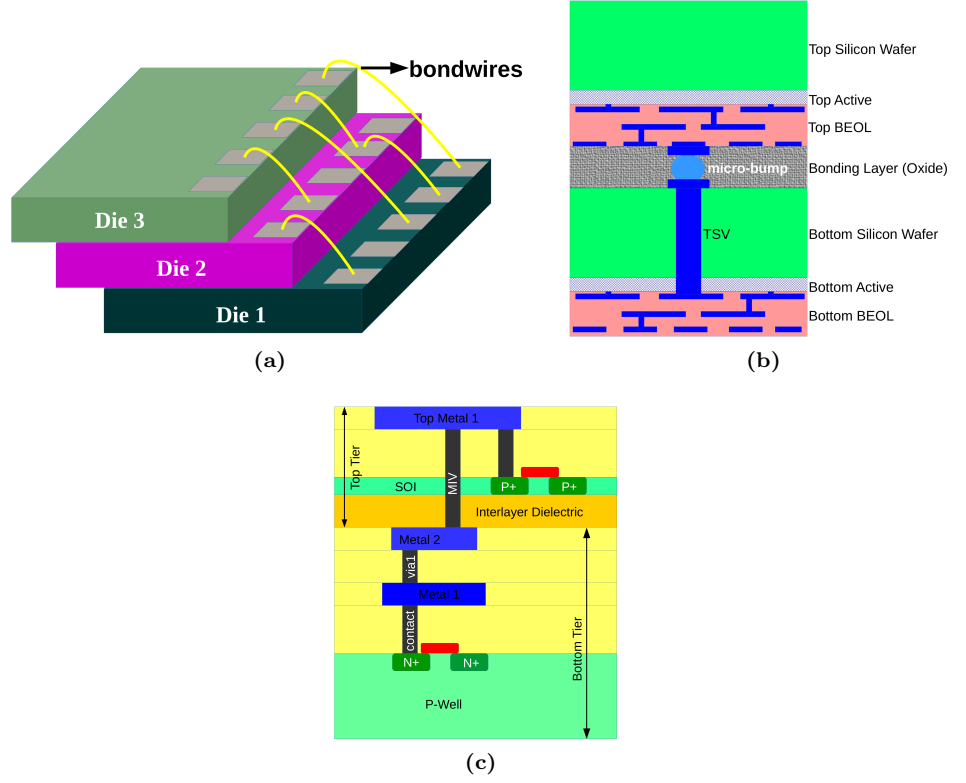 bondwires
Die 3
Die 2
Die 1
(a)
Top Silicon Wafer
Top Active
Top BEOL
micro-bump
Bonding Layer (Oxide)
TSV
Bottom Silicon Wafer
Bottom Active
Bottom BEOL
(b)
Top Metal 1
Top Tier
MIV
SOI
P+
P+
Interlayer Dielectric
Metal 2
via1
Metal 1
contact
Bottom Tier
N+
N+
P-Well
(c)